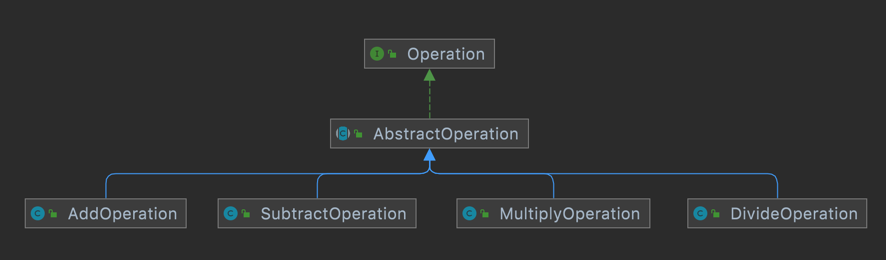 Operation
AbstractOperation
AddOperation SubtractOperation MultiplyOperation DivideOperation